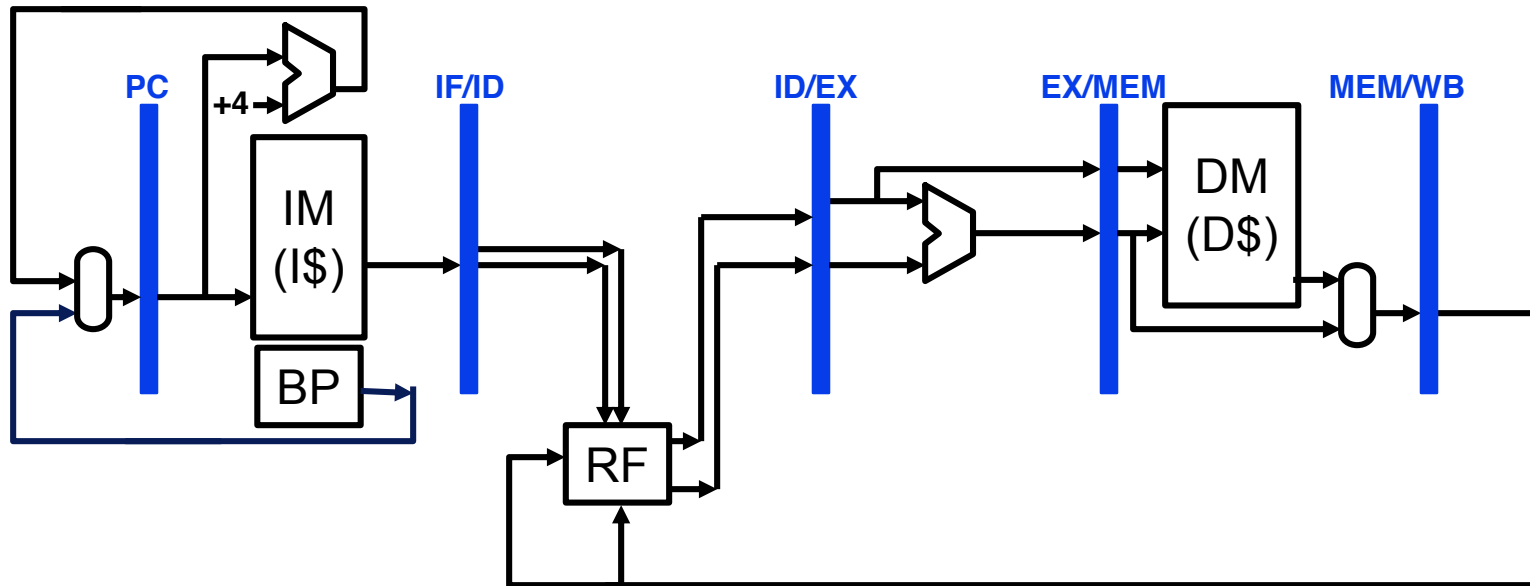 PC
IF/ID
ID/EX
EX/MEM
MEM/WB
+4
IM
(I$)
DM
(D$)
BP
RF